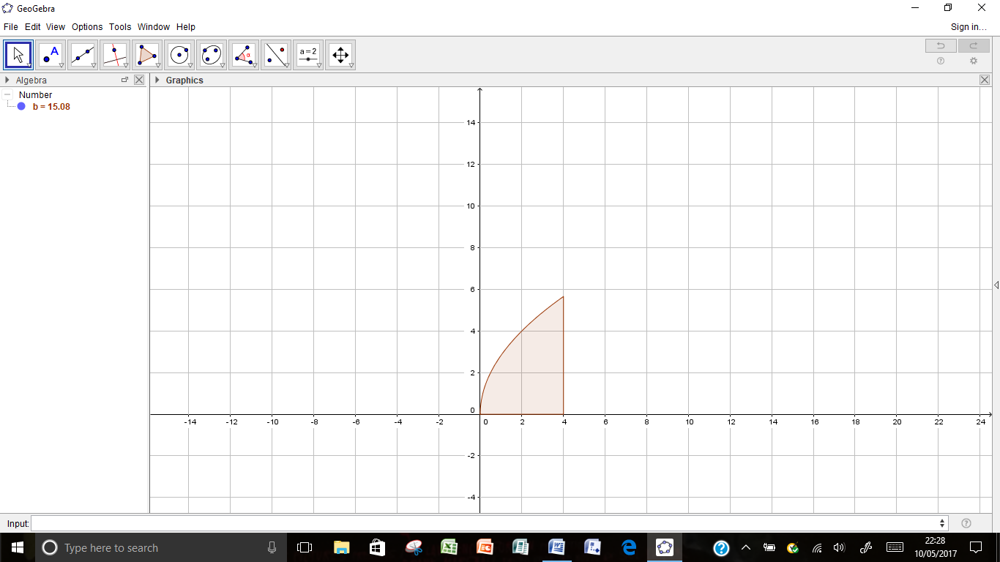 GeoGebra
File Edit View Options Tools Window Help
Sign in...
A
α
a=2
Algebra
Graphics
Number
b = 15.08
14
12
10
8
6
4
2
0
-2
-4
-14 -12 -10 -8 -6 -4 -2 0 2 4 6 8 10 12 14 16 18 20 22 24
Input:
Type here to search
22:28
10/05/2017